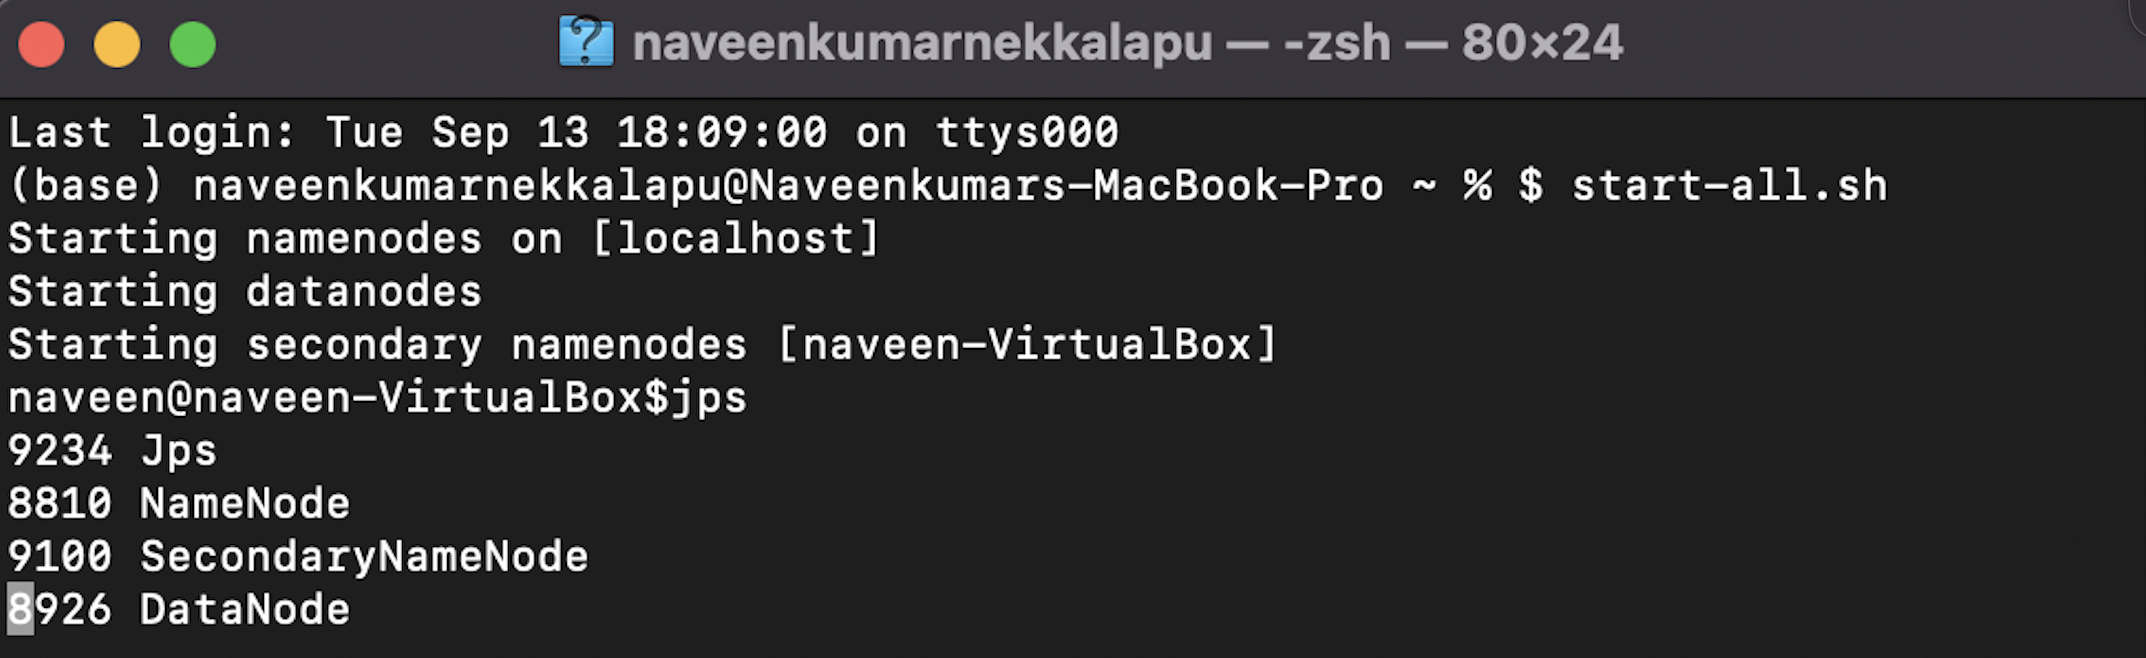 naveenkumarnekkalapu — -zsh — 80×24
Last login: Tue Sep 13 18:09:00 on ttys000
(base) naveenkumarnekkalapu@Naveenkumars-MacBook-Pro ~ % $ start-all.sh
Starting namenodes on [localhost]
Starting datanodes
Starting secondary namenodes [naveen-VirtualBox]
naveen@naveen-VirtualBox$jps
9234 Jps
8810 NameNode
9100 SecondaryNameNode
8926 DataNode